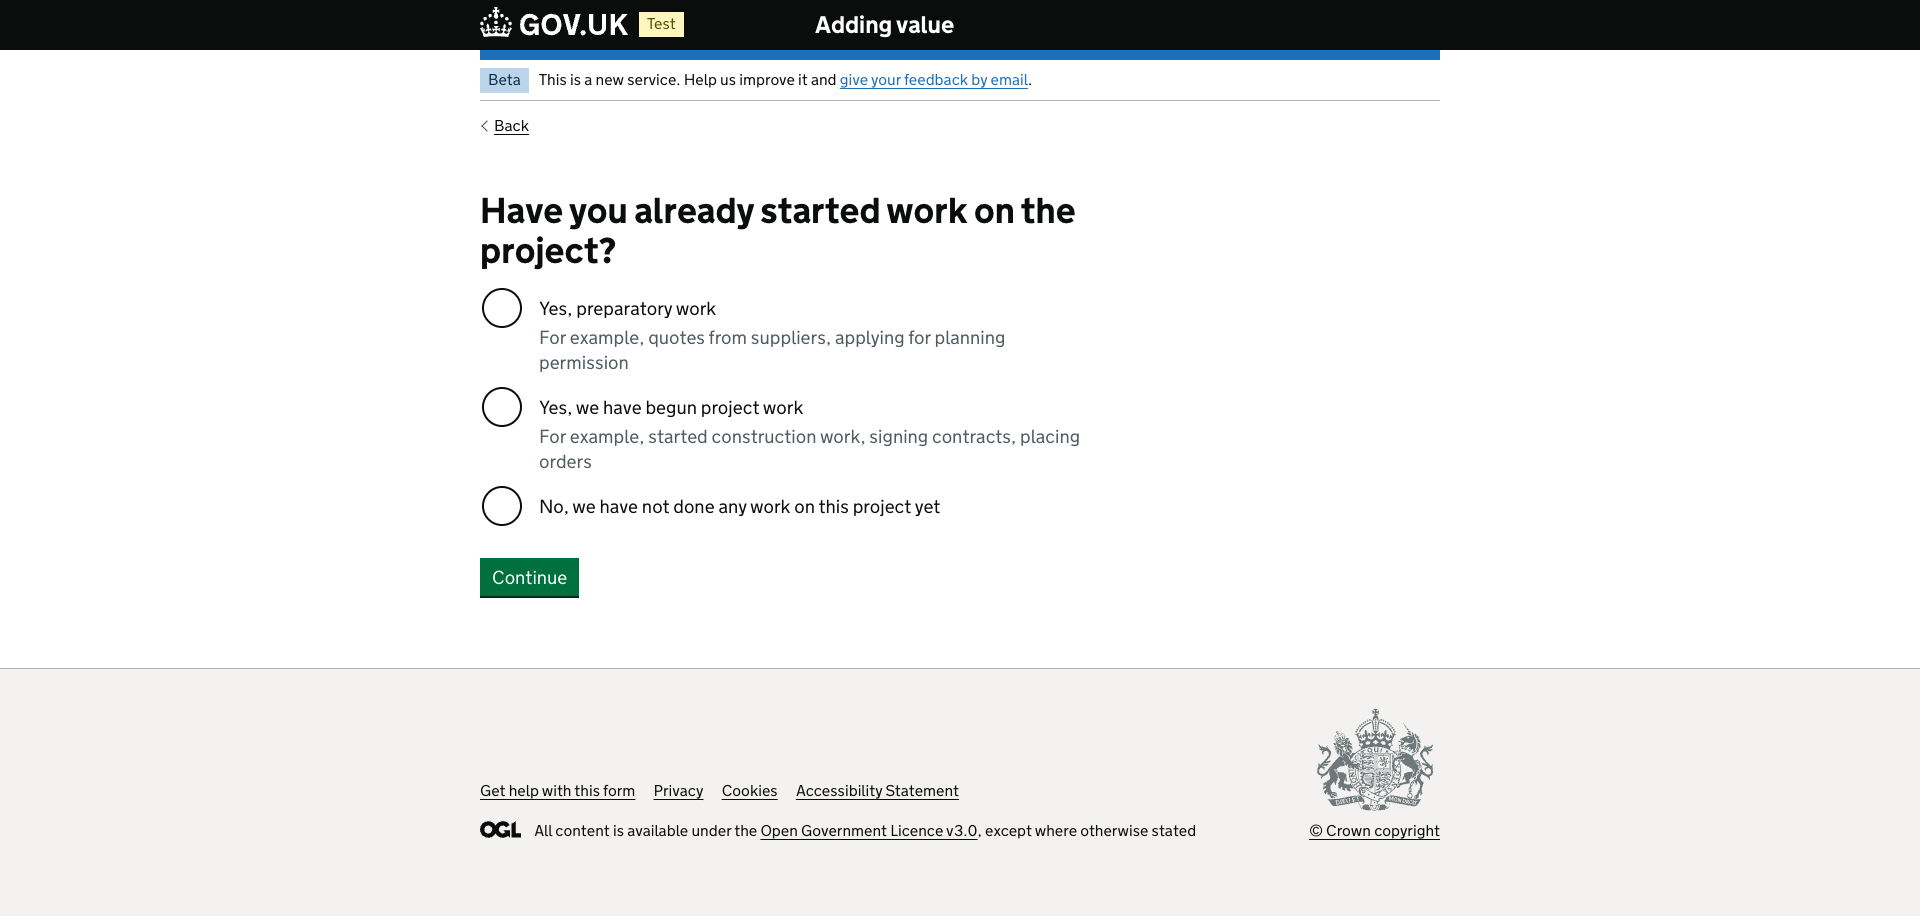 GOV.UK Test Adding value
Beta This is a new service. Help us improve it and give your feedback by email.
Back
Have you already started work on the
project?
Yes, preparatory work
For example, quotes from suppliers, applying for planning
permission
Yes, we have begun project work
For example, started construction work, signing contracts, placing
orders
No, we have not done any work on this project yet
Continue
Get help with this form Privacy Cookies Accessibility Statement
OGL All content is available under the Open Government Licence v3.0, except where otherwise stated
© Crown copyright